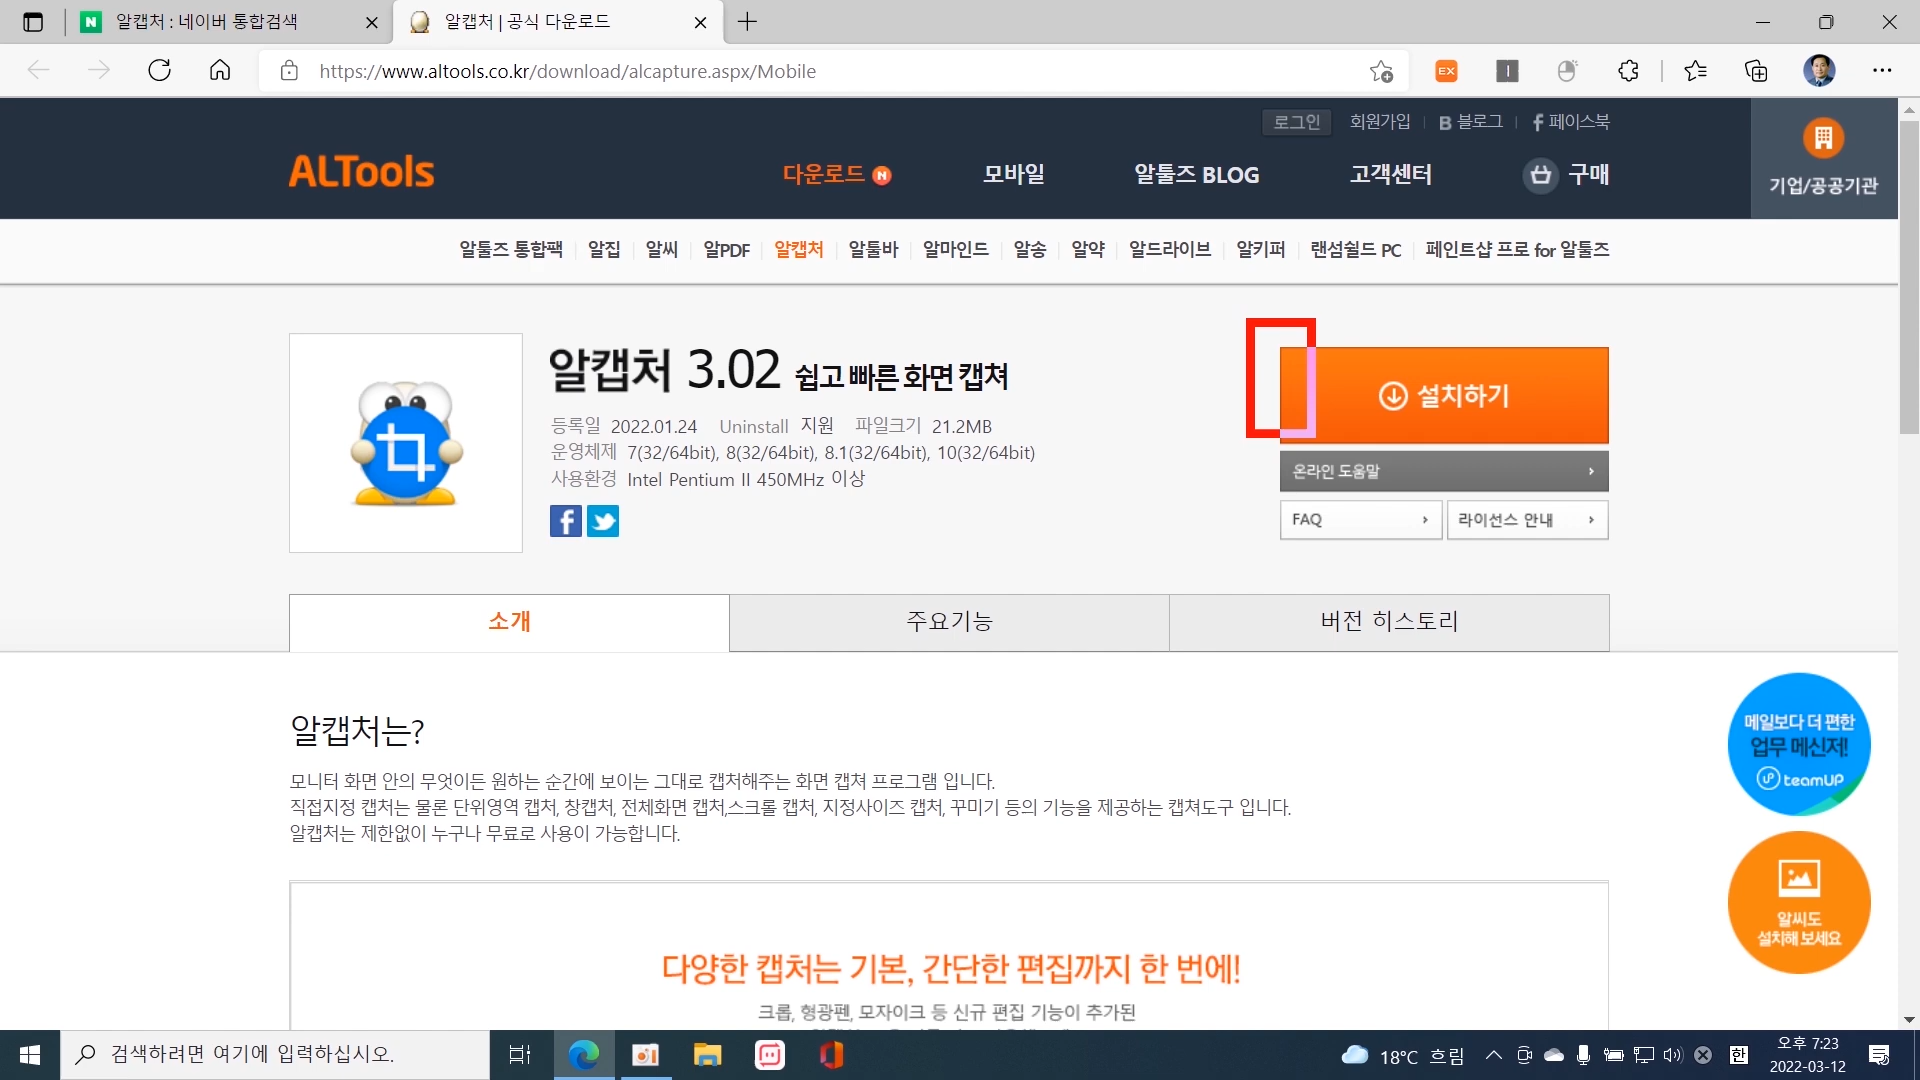 알캡처 : 네이버 통합검색
알캡처 | 공식 다운로드
https://www.altools.co.kr/download/alcapture.aspx/Mobile
EX
로그인 회원가입 B 블로그 f 페이스북
ALTools
다운로드 N 모바일 알툴즈 BLOG 고객센터 구매
기업/공공기관
알툴즈 통합팩 알집 알씨 알PDF 알캡처 알툴바 알마인드 알송 알약 알드라이브 알키퍼 랜섬쉴드 PC 페인트샵 프로 for 알툴즈
알캡처 3.02 쉽고 빠른 화면 캡쳐
등록일 2022.01.24 Uninstall 지원 파일크기 21.2MB
운영체제 7(32/64bit), 8(32/64bit), 8.1(32/64bit), 10(32/64bit)
사용환경 Intel Pentium II 450MHz 이상
설치하기
온라인 도움말
FAQ
라이선스 안내
소개
주요기능
버전 히스토리
알캡처는?
모니터 화면 안의 무엇이든 원하는 순간에 보이는 그대로 캡처해주는 화면 캡쳐 프로그램 입니다.
직접지정 캡처는 물론 단위영역 캡처, 창캡처, 전체화면 캡처,스크롤 캡처, 지정사이즈 캡처, 꾸미기 등의 기능을 제공하는 캡쳐도구 입니다.
알캡처는 제한없이 누구나 무료로 사용이 가능합니다.
메일보다 더 편한
업무 메신저!
teamUP
알씨도
설치해 보세요
다양한 캡처는 기본, 간단한 편집까지 한 번에!
크롭, 형광펜, 모자이크 등 신규 편집 기능이 추가된
검색하려면 여기에 입력하십시오.
18°C 흐림
한
오후 7:23
2022-03-12